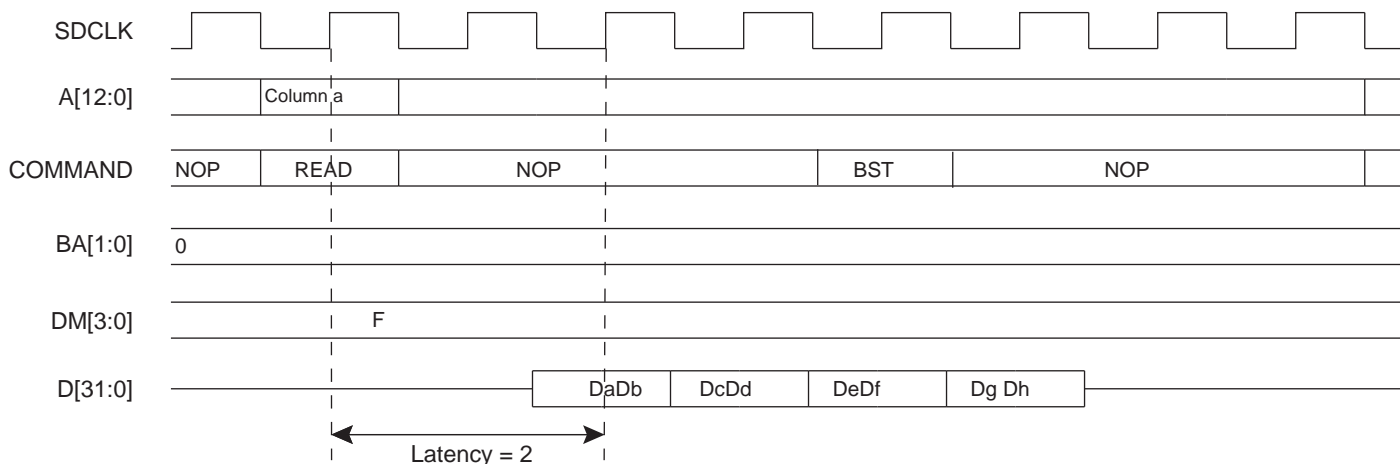 SDCLK
A[12:0] Column a
COMMAND NOP READ NOP BST NOP
BA[1:0] 0
DM[3:0] F
D[31:0] DaDb DcDd DeDf Dg Dh
Latency = 2